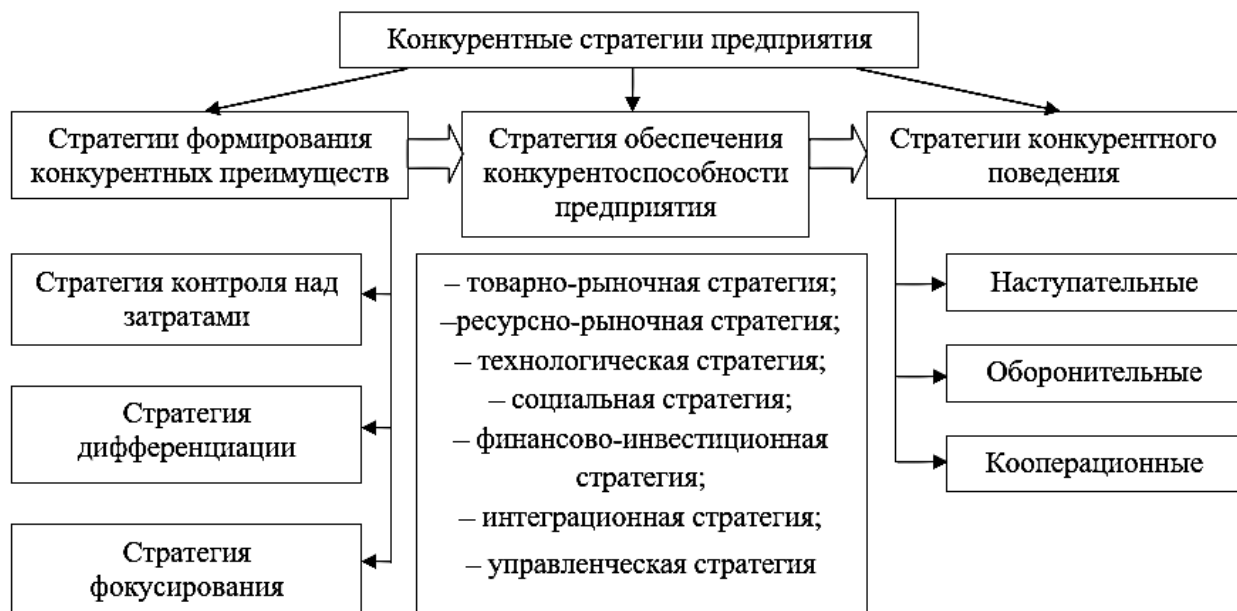 Конкурентные стратегии предприятия
Стратегии формирования
конкурентных преимуществ
Стратегия обеспечения
конкурентоспособности
предприятия
Стратегии конкурентного
поведения
Стратегия контроля над
затратами
Стратегия
дифференциации
Стратегия
фокусирования
– товарно-рыночная стратегия;
–ресурсно-рыночная стратегия;
– технологическая стратегия;
– социальная стратегия;
– финансово-инвестиционная
стратегия;
– интеграционная стратегия;
– управленческая стратегия
Наступательные
Оборонительные
Кооперационные